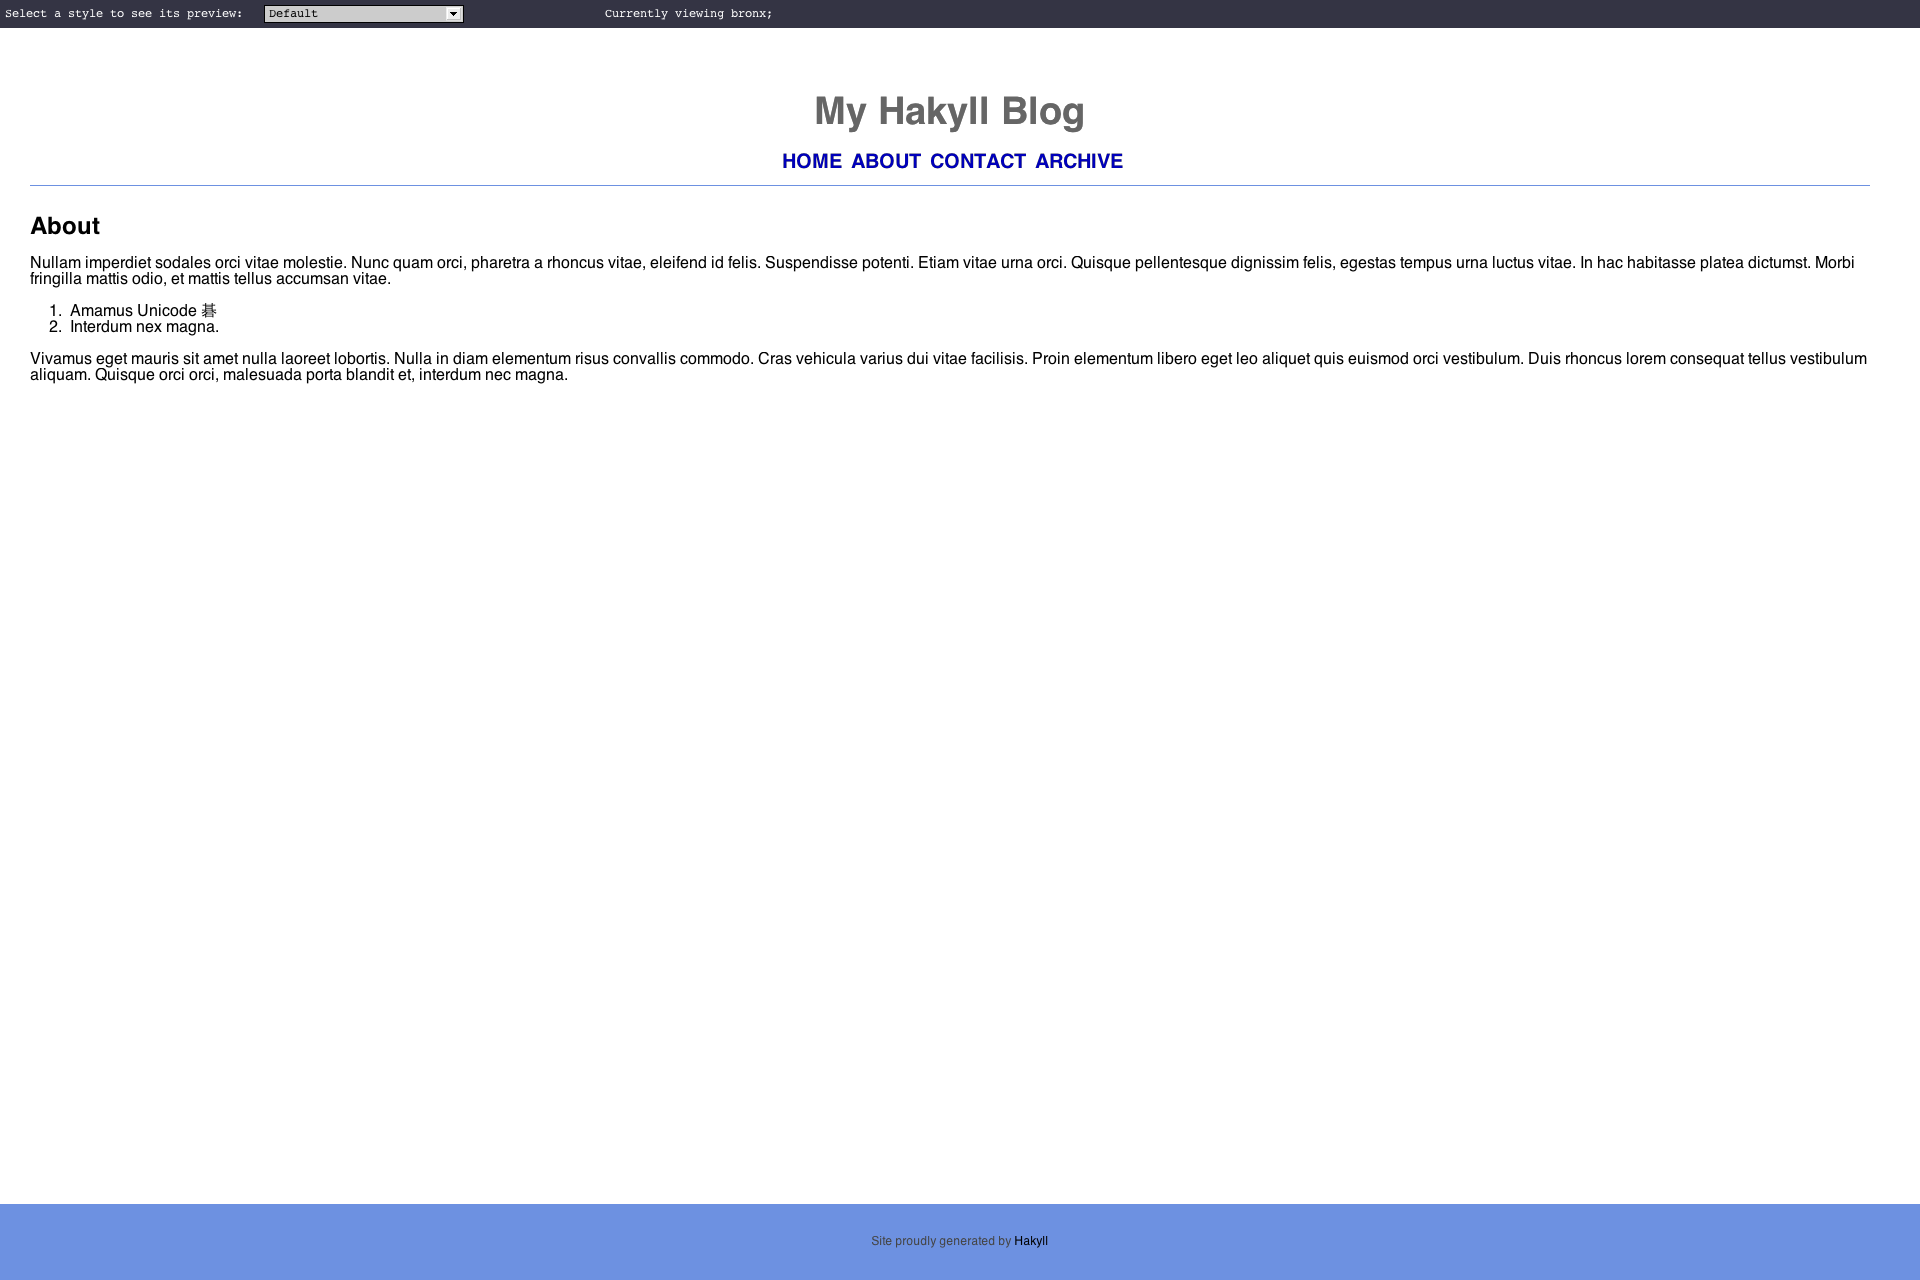 Select a style to see its preview: Default Currently viewing bronx;
My Hakyll Blog
HOME ABOUT CONTACT ARCHIVE
About
Nullam imperdiet sodales orci vitae molestie. Nunc quam orci, pharetra a rhoncus vitae, eleifend id felis. Suspendisse potenti. Etiam vitae urna orci. Quisque pellentesque dignissim felis, egestas tempus urna luctus vitae. In hac habitasse platea dictumst. Morbi
fringilla mattis odio, et mattis tellus accumsan vitae.
1. Amamus Unicode 碁
2. Interdum nex magna.
Vivamus eget mauris sit amet nulla laoreet lobortis. Nulla in diam elementum risus convallis commodo. Cras vehicula varius dui vitae facilisis. Proin elementum libero eget leo aliquet quis euismod orci vestibulum. Duis rhoncus lorem consequat tellus vestibulum
aliquam. Quisque orci orci, malesuada porta blandit et, interdum nec magna.
Site proudly generated by Hakyll